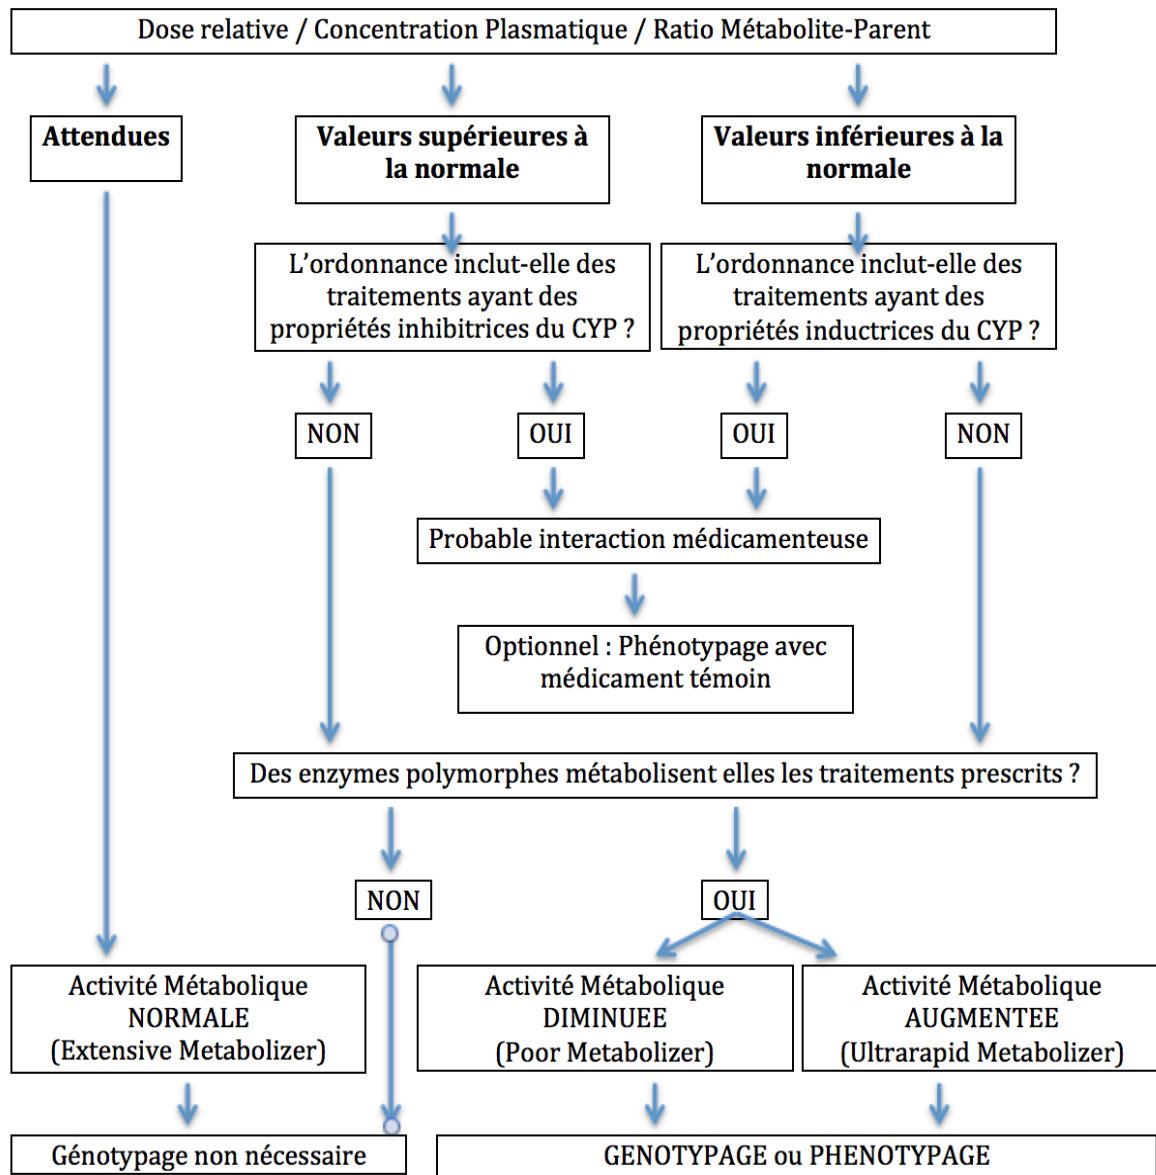 Dose relative / Concentration Plasmatique / Ratio Métabolite-Parent
Attendues
Valeurs supérieures à
la normale
Valeurs inférieures à la
normale
L'ordonnance inclut-elle des
traitements ayant des
propriétés inhibitrices du CYP ?
L'ordonnance inclut-elle des
traitements ayant des
propriétés inductrices du CYP ?
NON
OUI
OUI
NON
Probable interaction médicamenteuse
Optionnel : Phénotypage avec
médicament témoin
Des enzymes polymorphes métabolisent elles les traitements prescrits ?
NON
OUI
Activité Métabolique
NORMALE
(Extensive Metabolizer)
Activité Métabolique
DIMINUEE
(Poor Metabolizer)
Activité Métabolique
AUGMENTEE
(Ultrarapid Metabolizer)
Génotypage non nécessaire
GENOTYPAGE ou PHENOTYPAGE